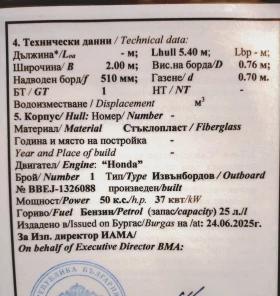 4. Технически данни / Technical data:
Дължина*/Loa - м; Lhull 5.40 м; Lbp - м;
Широчина/B 2.00 м; Вис.на борда/D 0.76 м
Надводен борд/f 510 мм; Газене/d 0.70 м.
БТ / GT 1 НТ / NT -
Водоизместване / Displacement м³
5. Корпус/ Hull: Номер/ Number -
Материал/ Material Стъклопласт / Fiberglass
Година и място на постройка -
Year and Place of build -
Двигател/ Engine: "Honda"
Брой/ Number 1 Тип/Type Извънбордов / Outboard
№ BBEJ-1326088 произведен/built
Мощност/Power 50 к.с./hp. 37 квт/kW
Гориво/Fuel Бензин/Petrol (запас/capacity) 25 л./l
Издадено в/Issued on Бургас/Burgas на/at 24.06.2025г.
За Изп. директор ИАМА/
On behalf of Executive Director BMA:
РЕПУБЛИКА БЪЛГАРИЯ